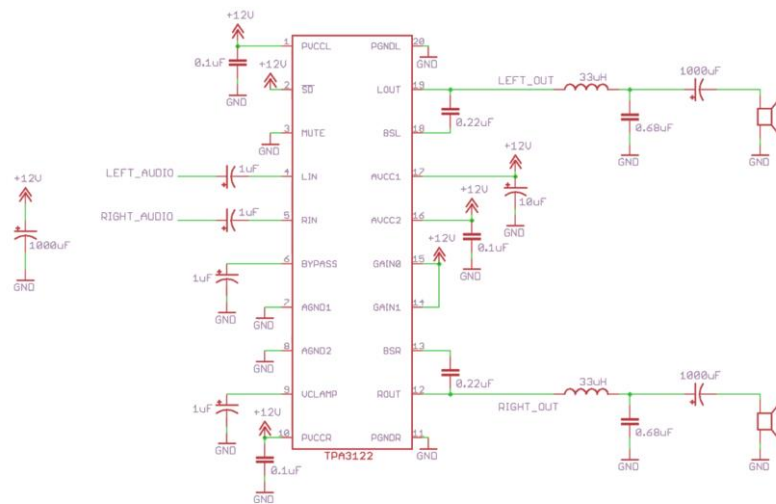 +12V
0.1uF
GND
1 PVCCL
PGNDL 20
GND
+12V
2 SD
LOUT 19
LEFT_OUT
33uH
1000uF
GND
0.22uF
0.68uF
GND
GND
3 MUTE
BSL 18
GND
LEFT_AUDIO
1uF
4 LIN
AVCC1 17
+12V
10uF
GND
+12V
1000uF
GND
RIGHT_AUDIO
1uF
5 RIN
AVCC2 16
+12V
0.1uF
GND
1uF
GND
6 BYPASS
GAIN0 15
+12V
7 AGND1
GAIN1 14
GND
8 AGND2
BSR 13
GND
0.22uF
1uF
GND
9 VCLAMP
ROUT 12
RIGHT_OUT
33uH
1000uF
0.68uF
GND
GND
+12V
0.1uF
GND
10 PVCCR
PGNDR 11
GND
TPA3122